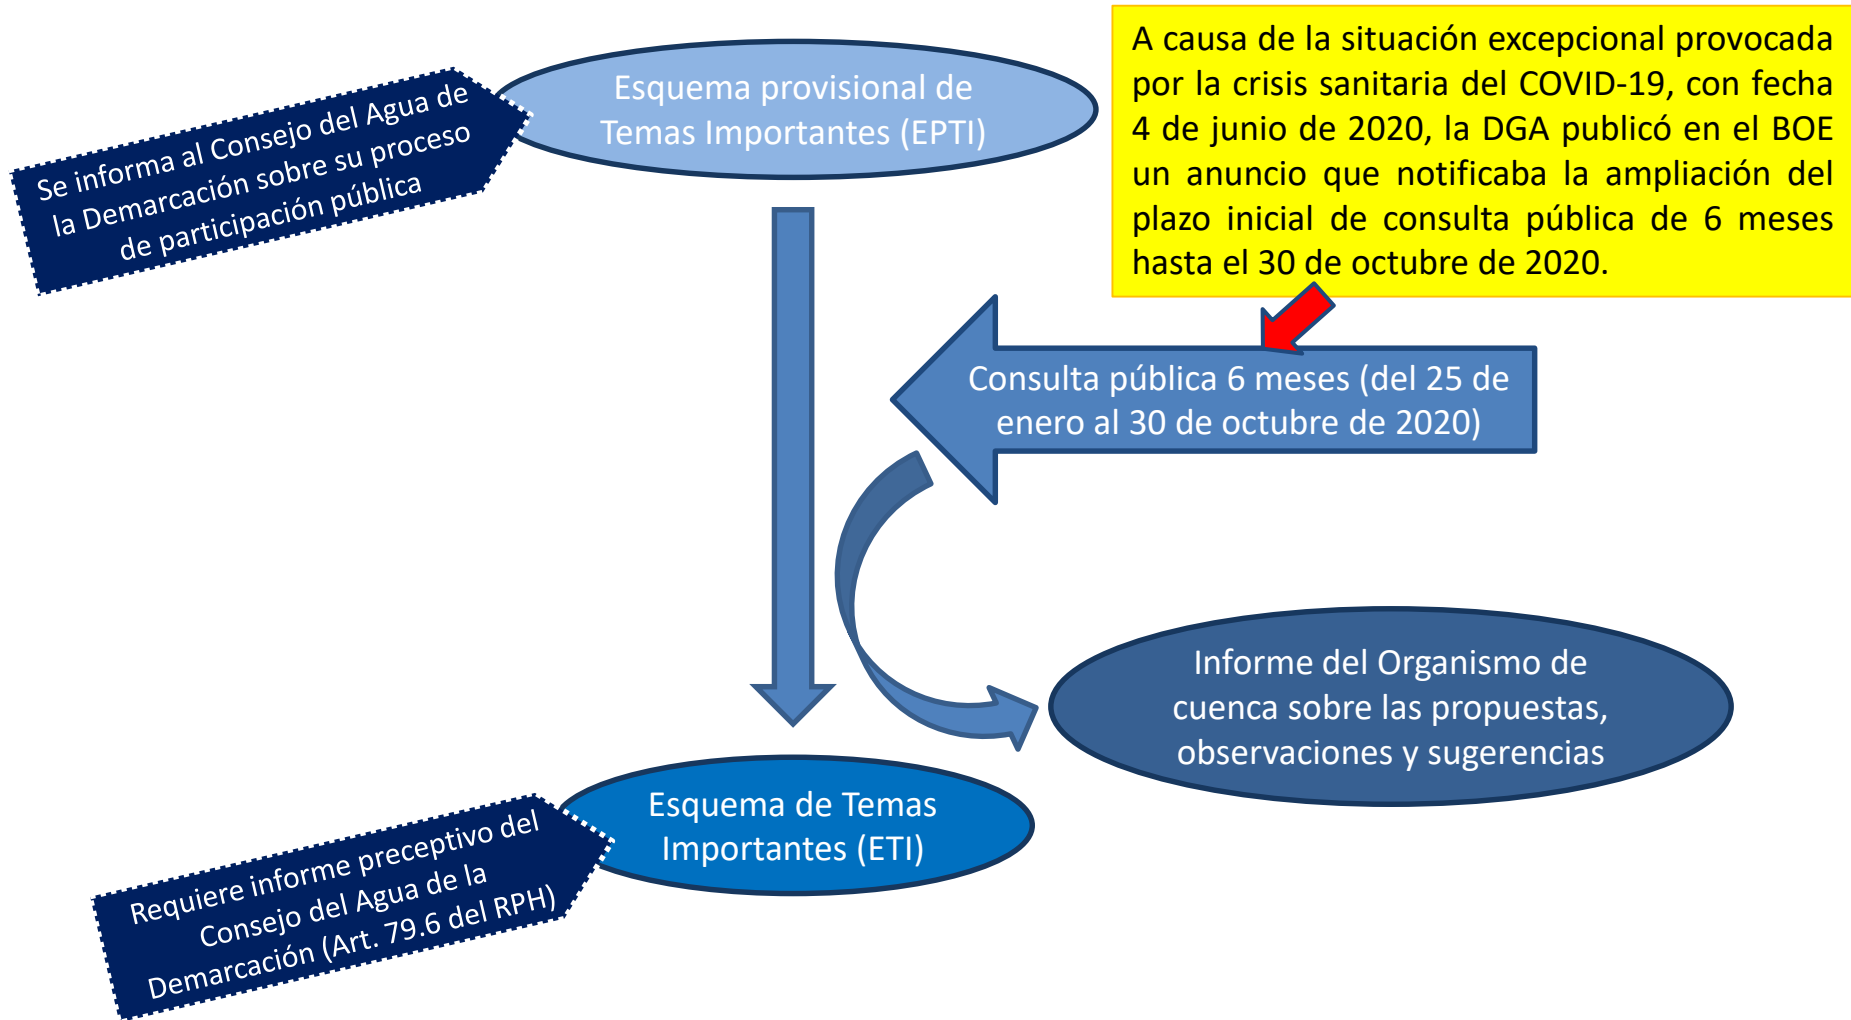 Esquema provisional de
Temas Importantes (EPTI)
A causa de la situación excepcional provocada
por la crisis sanitaria del COVID-19, con fecha
4 de junio de 2020, la DGA publicó en el BOE
un anuncio que notificaba la ampliación del
plazo inicial de consulta pública de 6 meses
hasta el 30 de octubre de 2020.
Se informa al Consejo del Agua de
la Demarcación sobre su proceso
de participación pública
Consulta pública 6 meses (del 25 de
enero al 30 de octubre de 2020)
Informe del Organismo de
cuenca sobre las propuestas,
observaciones y sugerencias
Esquema de Temas
Importantes (ETI)
Requiere informe preceptivo del
Consejo del Agua de la
Demarcación (Art. 79.6 del RPH)